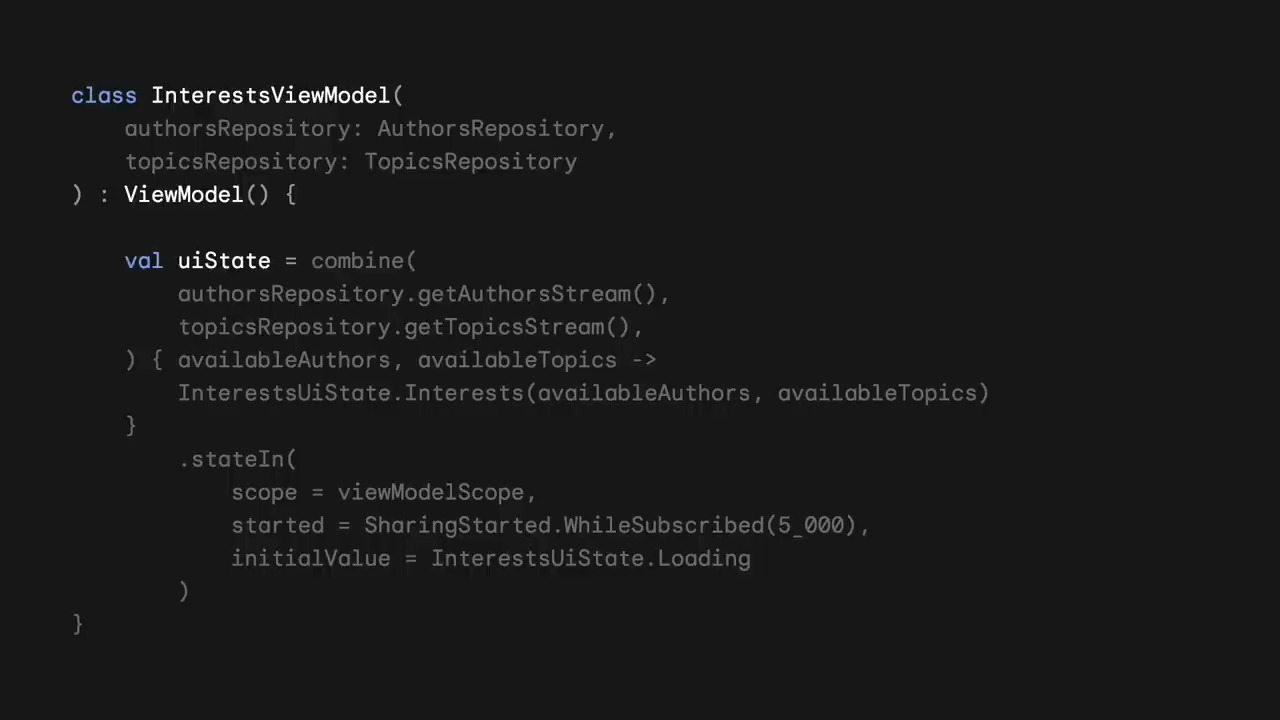 class InterestsViewModel(
    authorsRepository: AuthorsRepository,
    topicsRepository: TopicsRepository
) : ViewModel() {

    val uiState = combine(
        authorsRepository.getAuthorsStream(),
        topicsRepository.getTopicsStream(),
    ) { availableAuthors, availableTopics ->
        InterestsUiState.Interests(availableAuthors, availableTopics)
    }
        .stateIn(
            scope = viewModelScope,
            started = SharingStarted.WhileSubscribed(5_000),
            initialValue = InterestsUiState.Loading
        )
}